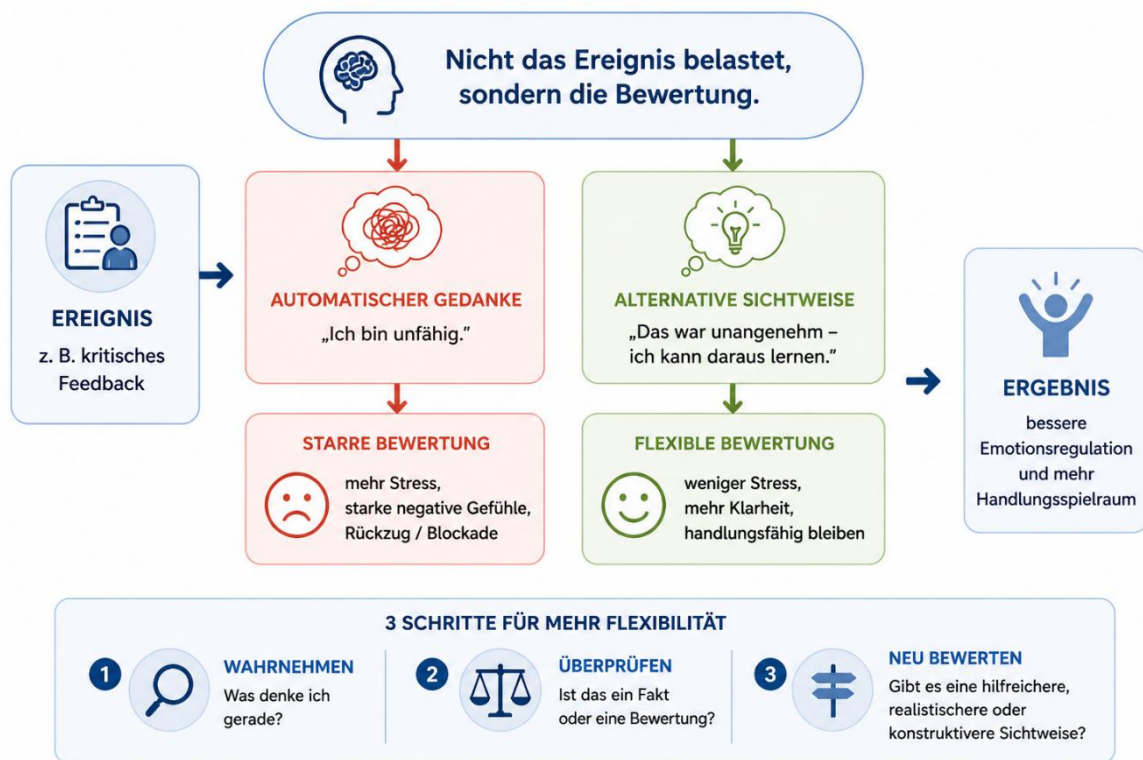 Nicht das Ereignis belastet,
sondern die Bewertung.
EREIGNIS
z. B. kritisches
Feedback
AUTOMATISCHER GEDANKE
„Ich bin unfähig.”
STARRE BEWERTUNG
mehr Stress,
starke negative Gefühle,
Rückzug / Blockade
ALTERNATIVE SICHTWEISE
„Das war unangenehm –
ich kann daraus lernen.”
FLEXIBLE BEWERTUNG
weniger Stress,
mehr Klarheit,
handlungsfähig bleiben
ERGEBNIS
bessere
Emotionsregulation
und mehr
Handlungsspielraum
3 SCHRITTE FÜR MEHR FLEXIBILITÄT
1
WAHRNEHMEN
Was denke ich
gerade?
2
ÜBERPRÜFEN
Ist das ein Fakt
oder eine Bewertung?
3
NEU BEWERTEN
Gibt es eine hilfreichere,
realistischere oder
konstruktivere Sichtweise?